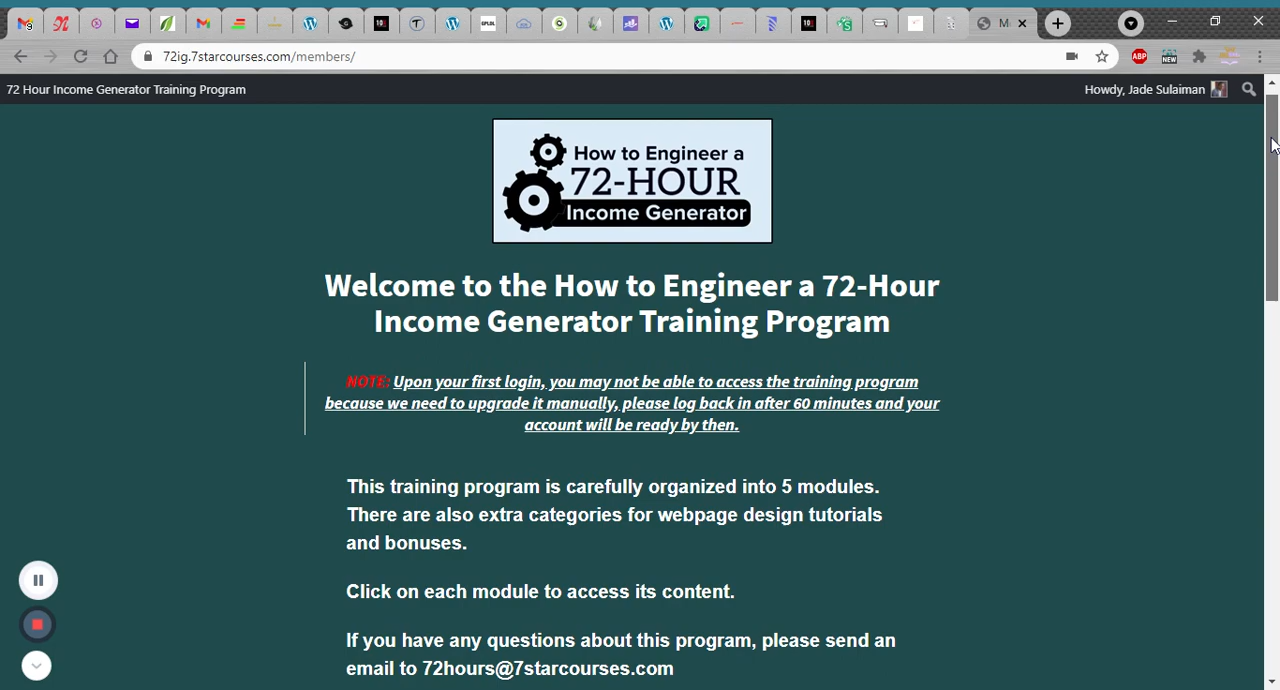 M
72ig.7starcourses.com/members/
ABP
NEW
72 Hour Income Generator Training Program
Howdy, Jade Sulaiman
How to Engineer a
72-HOUR
Income Generator
Welcome to the How to Engineer a 72-Hour
Income Generator Training Program
NOTE: Upon your first login, you may not be able to access the training program
because we need to upgrade it manually, please log back in after 60 minutes and your
account will be ready by then.
This training program is carefully organized into 5 modules.
There are also extra categories for webpage design tutorials
and bonuses.
Click on each module to access its content.
If you have any questions about this program, please send an
email to 72hours@7starcourses.com